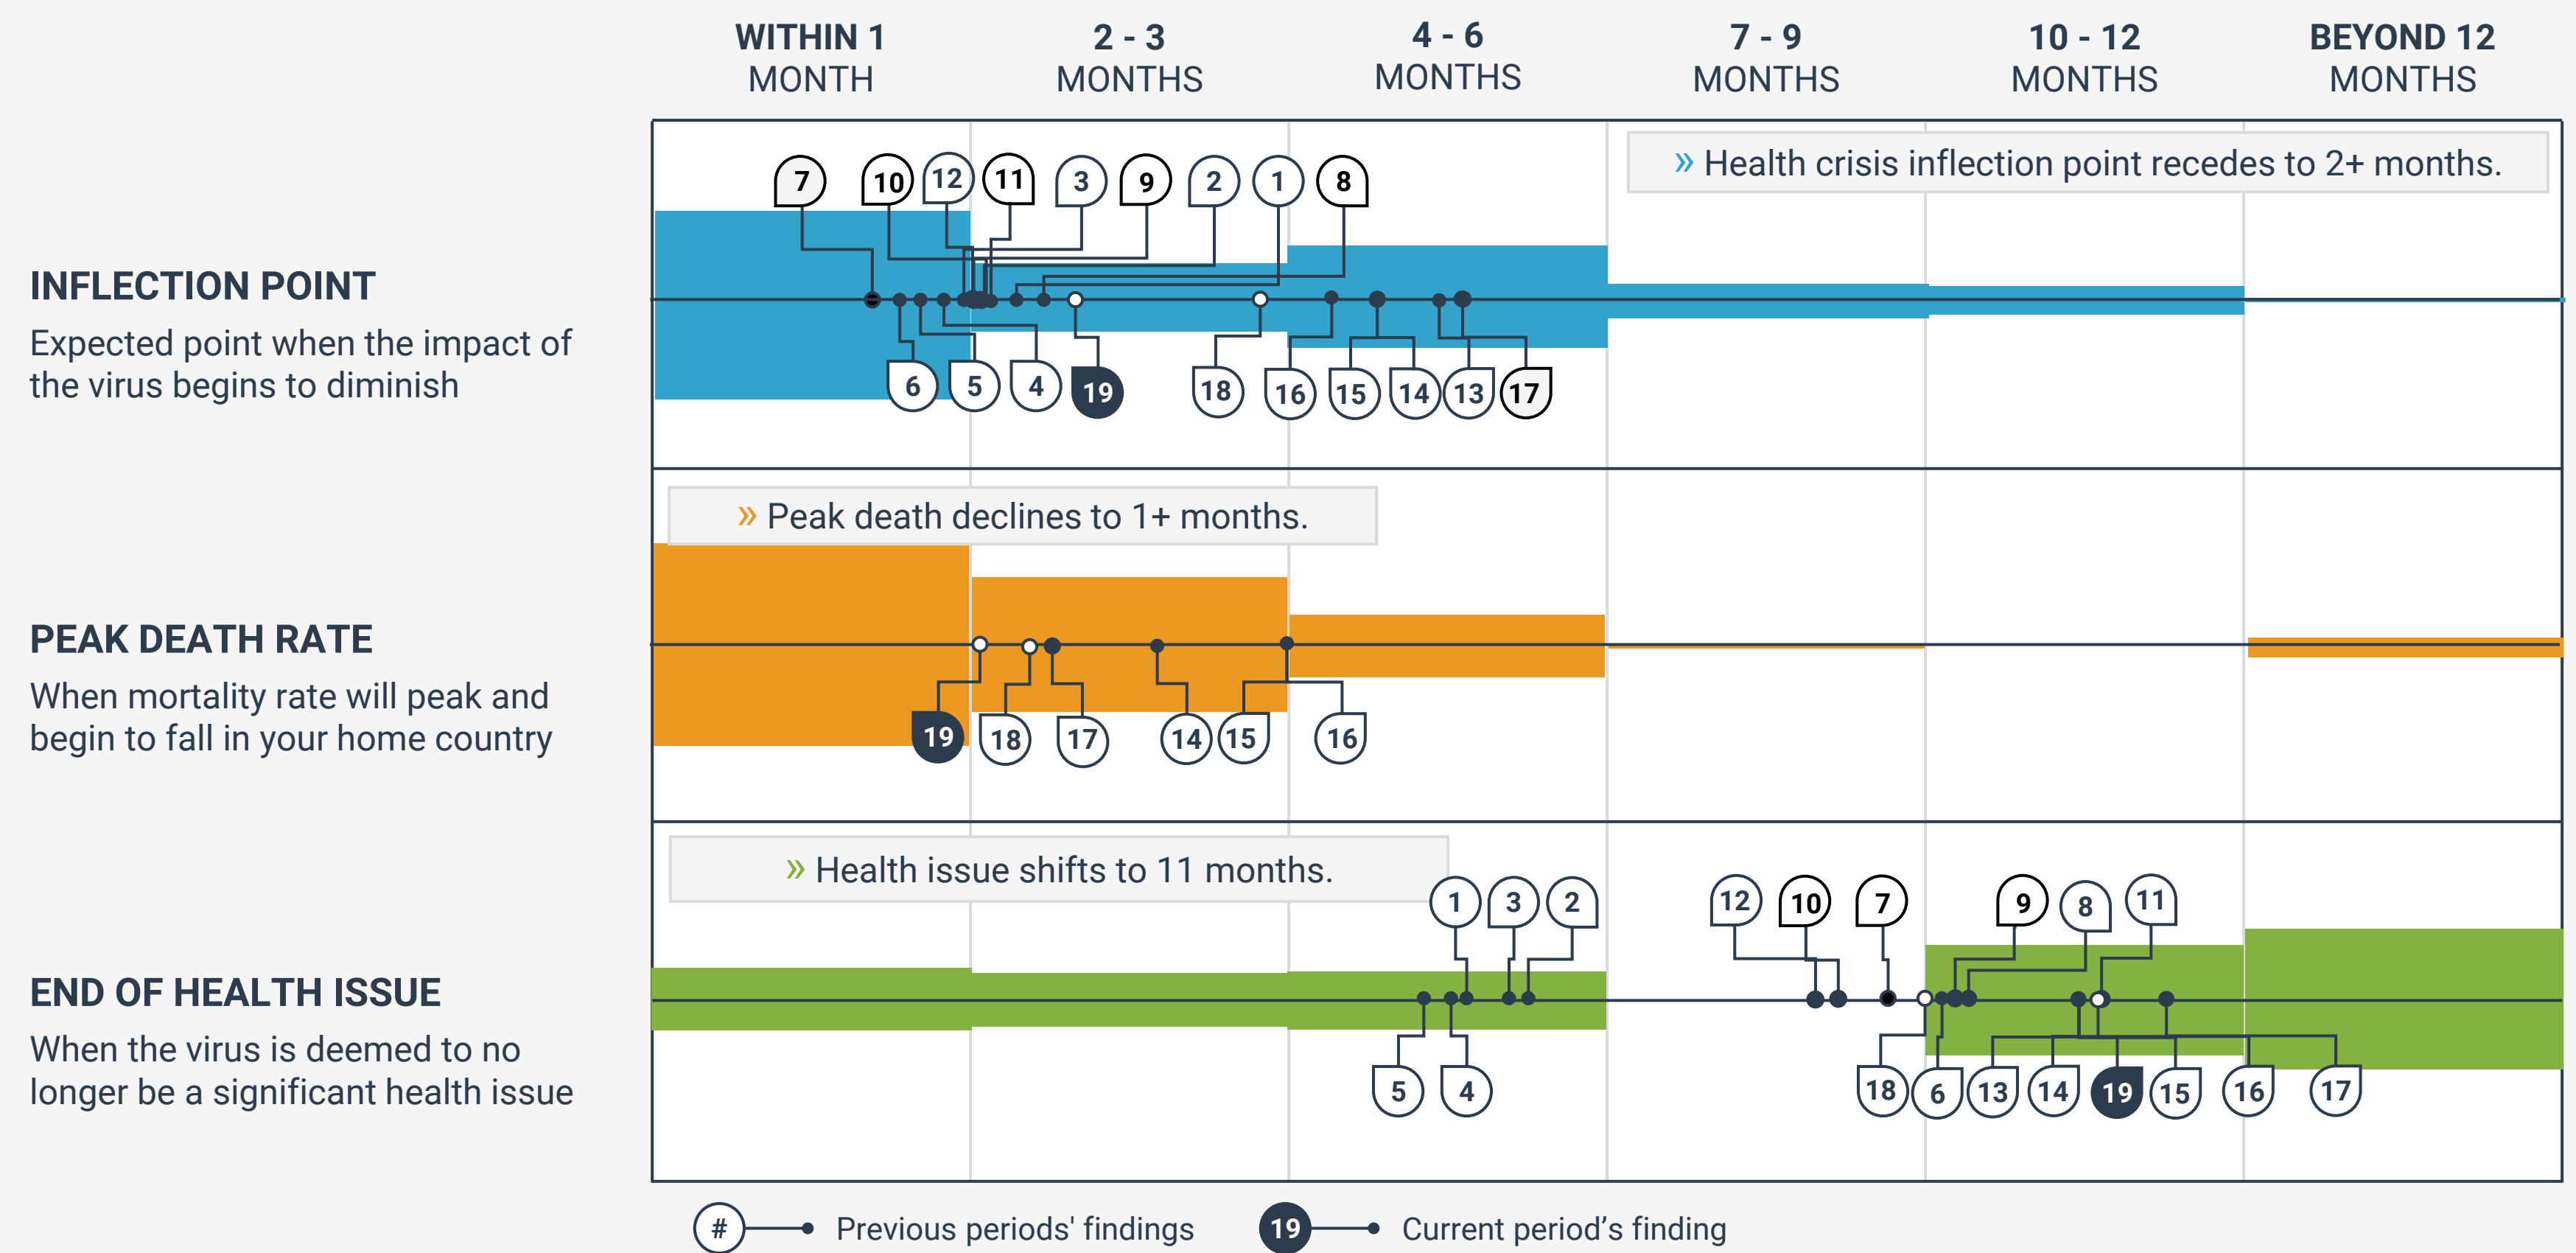 WITHIN 1
MONTH
2 - 3
MONTHS
4 - 6
MONTHS
7 - 9
MONTHS
10 - 12
MONTHS
BEYOND 12
MONTHS
» Health crisis inflection point recedes to 2+ months.
7 10 12 11 3 9 2 1 8
INFLECTION POINT
Expected point when the impact of
the virus begins to diminish
6 5 4 19 18 16 15 14 13 17
» Peak death declines to 1+ months.
PEAK DEATH RATE
When mortality rate will peak and
begin to fall in your home country
19 18 17 14 15 16
» Health issue shifts to 11 months.
1 3 2 12 10 7 9 8 11
END OF HEALTH ISSUE
When the virus is deemed to no
longer be a significant health issue
5 4 18 6 13 14 19 15 16 17
# Previous periods' findings
19 Current period’s finding